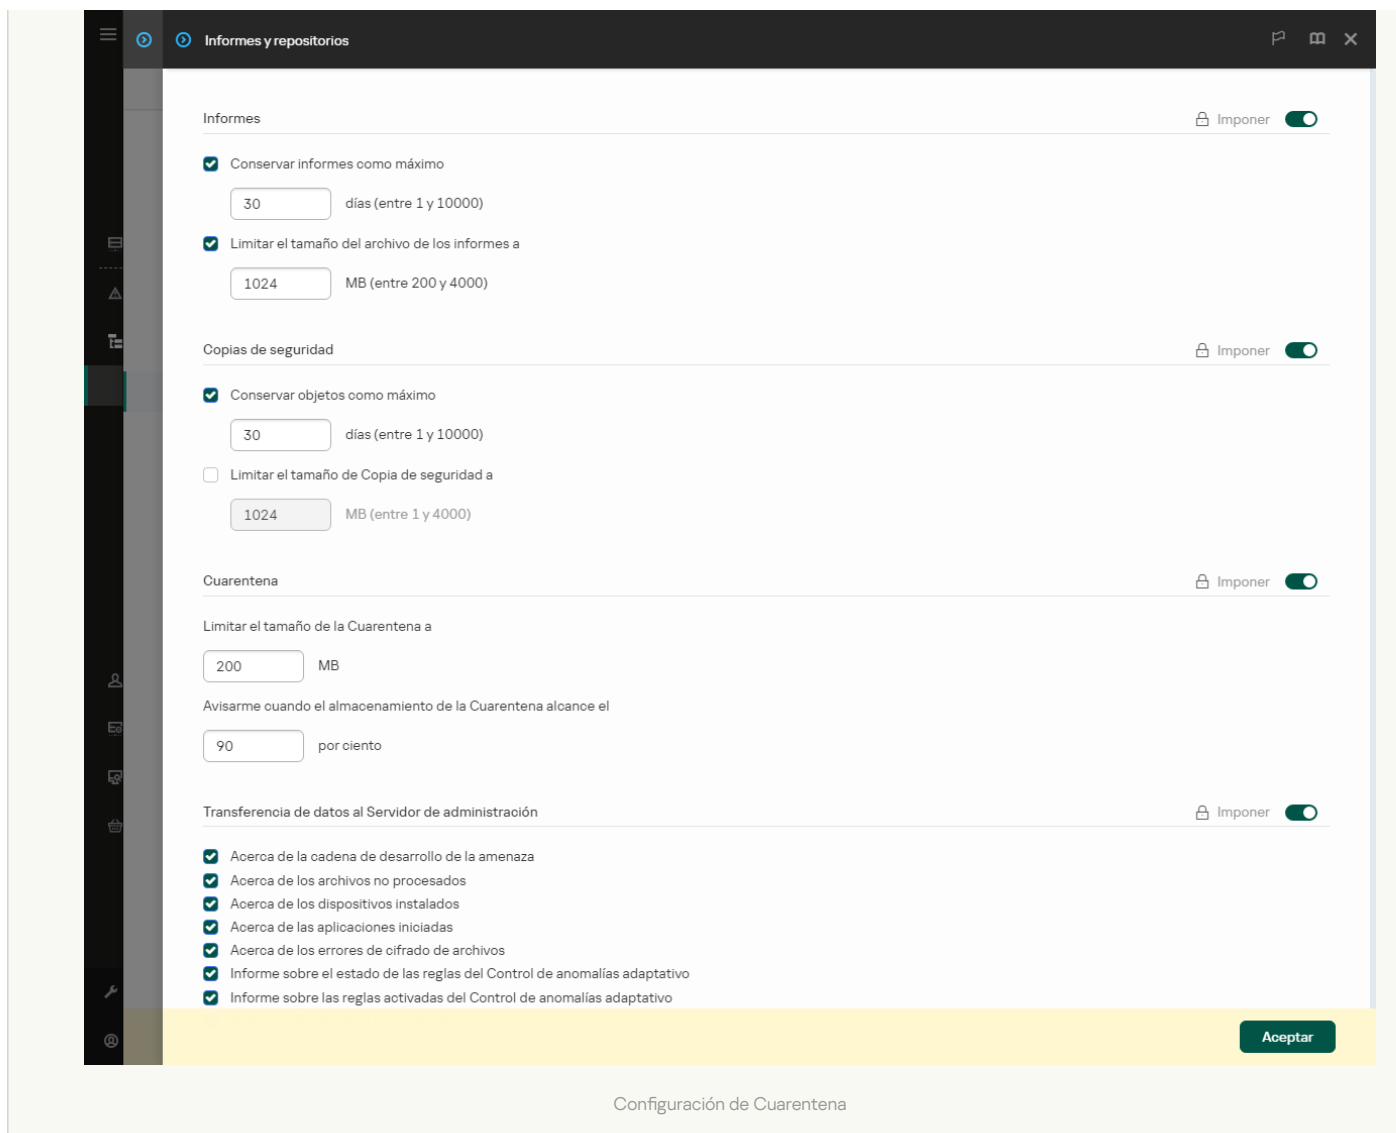 Informes y repositorios
Informes
Imponer
Conservar informes como máximo
30 días (entre 1 y 10000)
Limitar el tamaño del archivo de los informes a
1024 MB (entre 200 y 4000)
Copias de seguridad
Imponer
Conservar objetos como máximo
30 días (entre 1 y 10000)
Limitar el tamaño de Copia de seguridad a
1024 MB (entre 1 y 4000)
Cuarentena
Imponer
Limitar el tamaño de la Cuarentena a
200 MB
Avisarme cuando el almacenamiento de la Cuarentena alcance el
90 por ciento
Transferencia de datos al Servidor de administración
Imponer
Acerca de la cadena de desarrollo de la amenaza
Acerca de los archivos no procesados
Acerca de los dispositivos instalados
Acerca de las aplicaciones iniciadas
Acerca de los errores de cifrado de archivos
Informe sobre el estado de las reglas del Control de anomalías adaptativo
Informe sobre las reglas activadas del Control de anomalías adaptativo
Aceptar
Configuración de Cuarentena